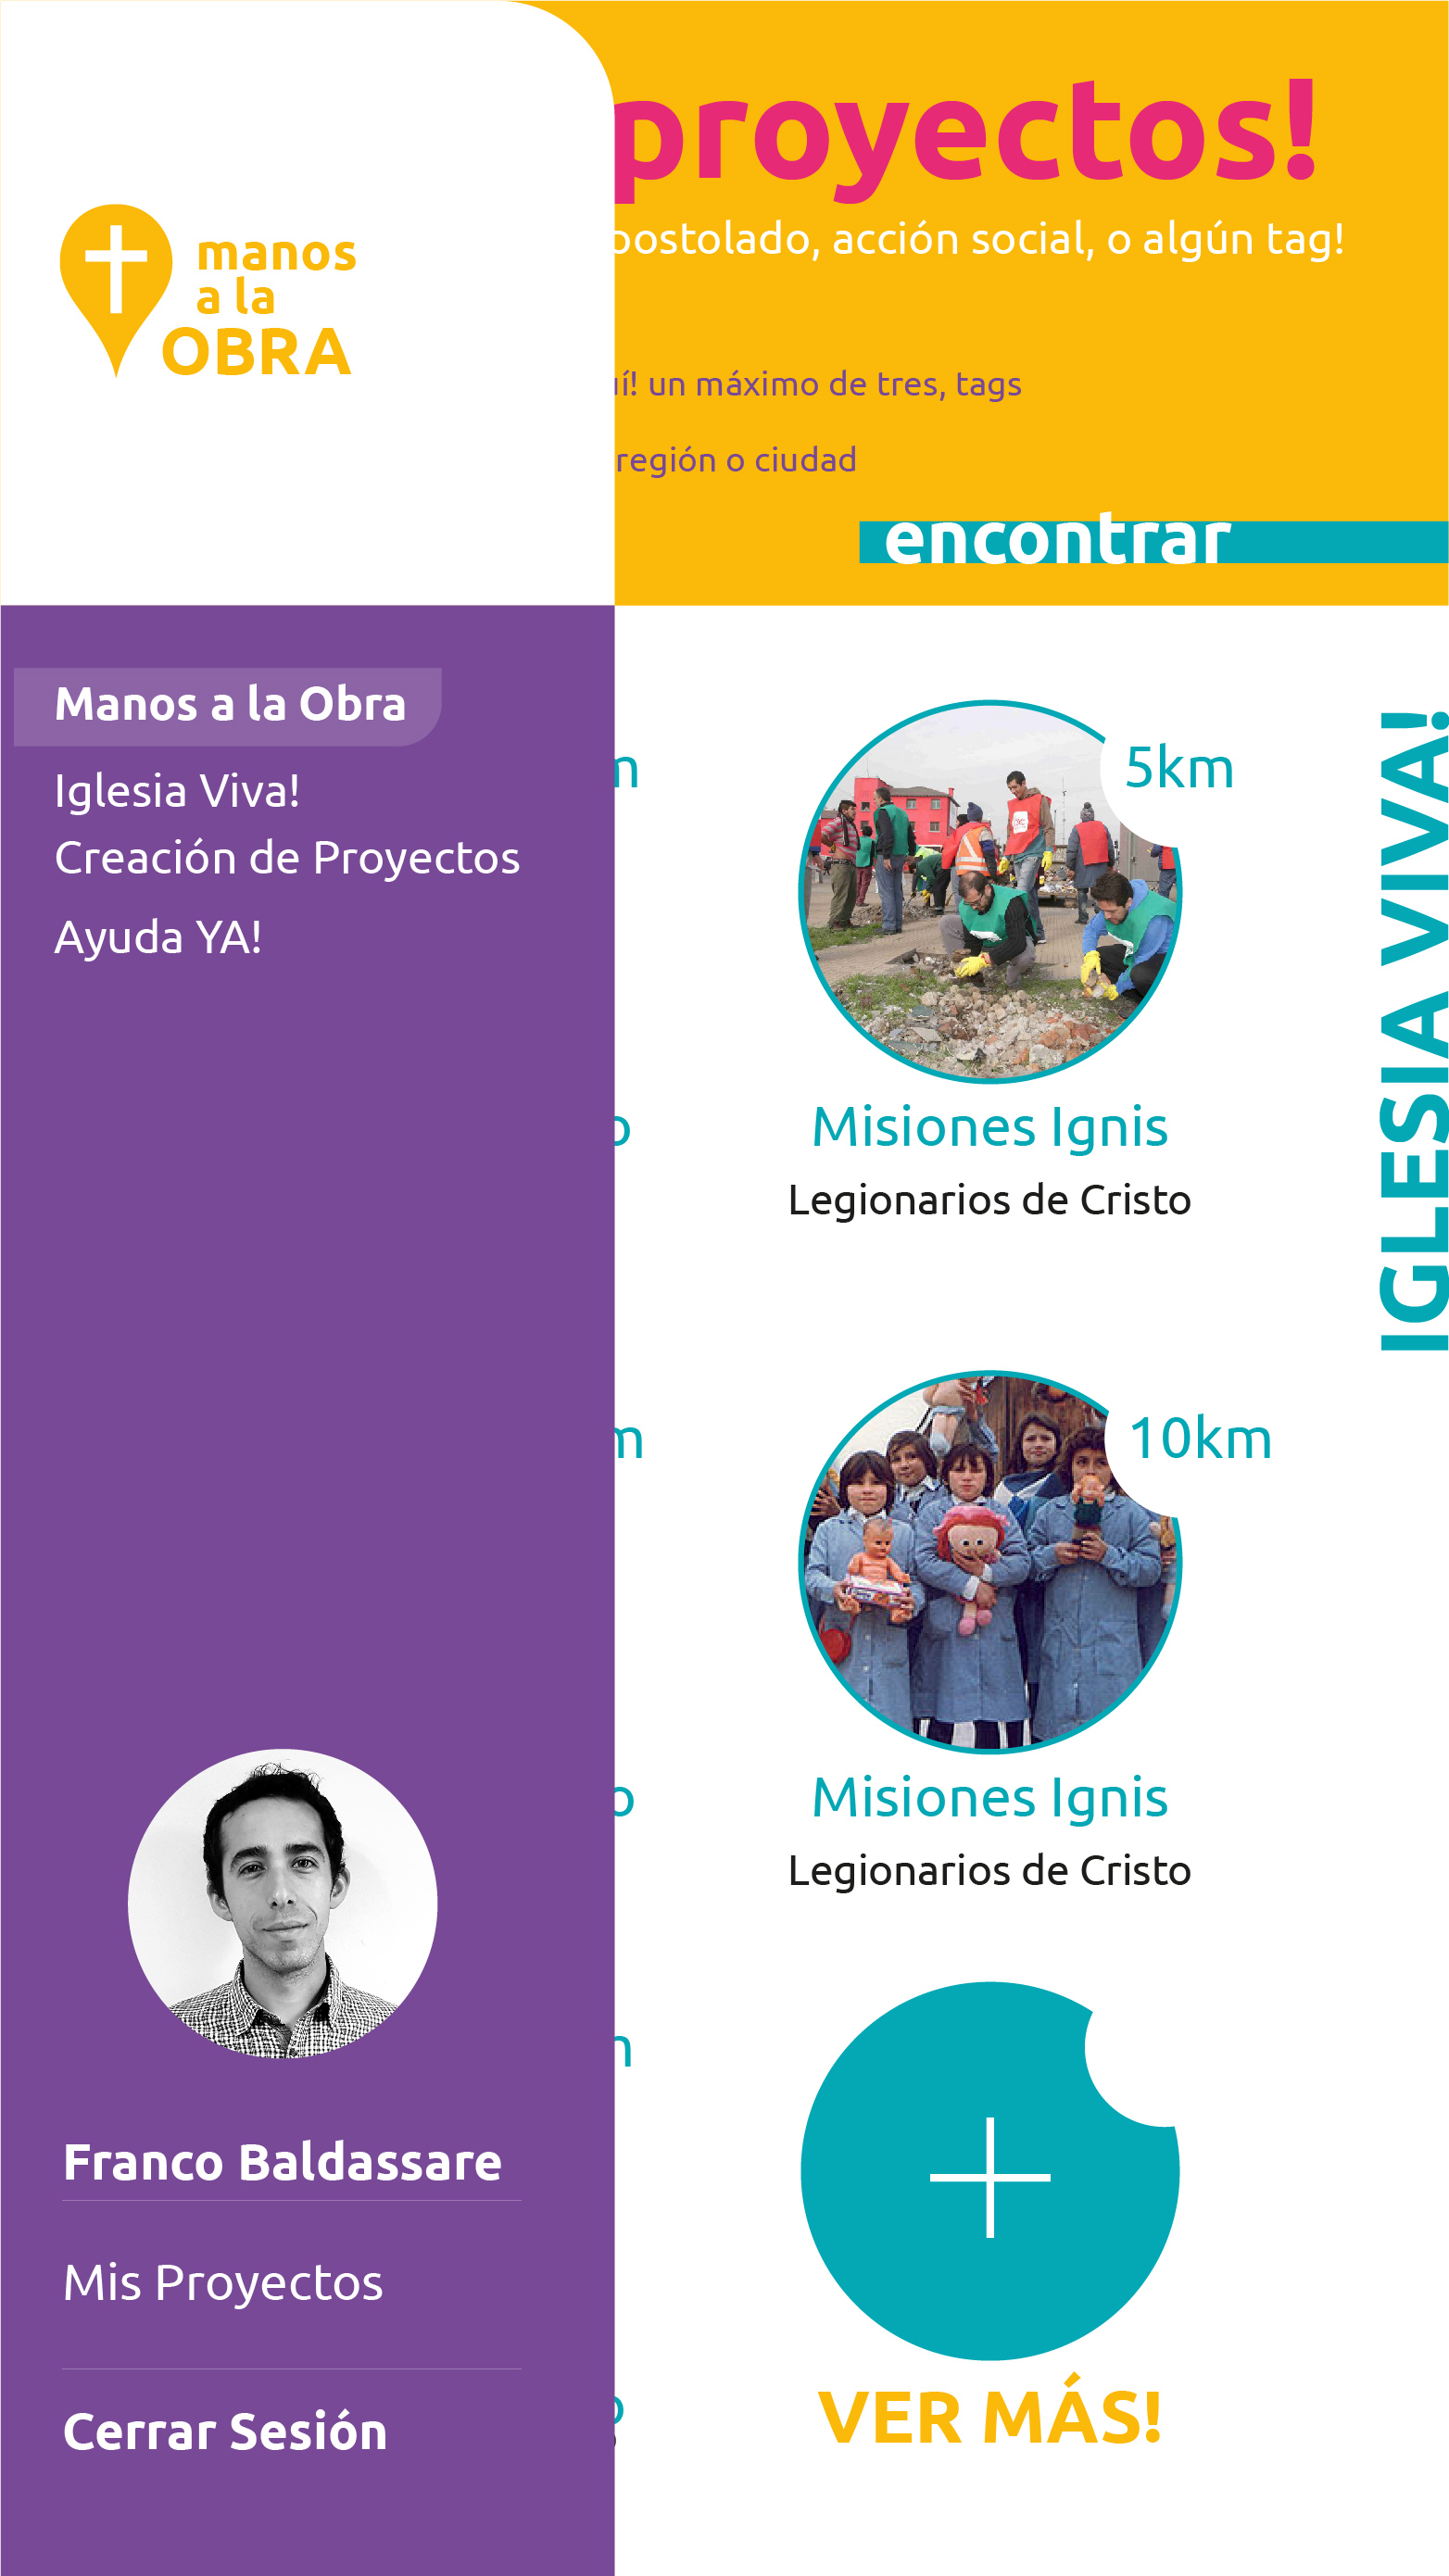 manos
a la
OBRA
proyectos!
acción social, o algún tag!
un máximo de tres, tags
región o ciudad
encontrar
Manos a la Obra
Iglesia Viva!
Creación de Proyectos
Ayuda YA!
5km
Misiones Ignis
Legionarios de Cristo
IGLESIA VIVA!
10km
Misiones Ignis
Legionarios de Cristo
VER MÁS!
Franco Baldassare
Mis Proyectos
Cerrar Sesión